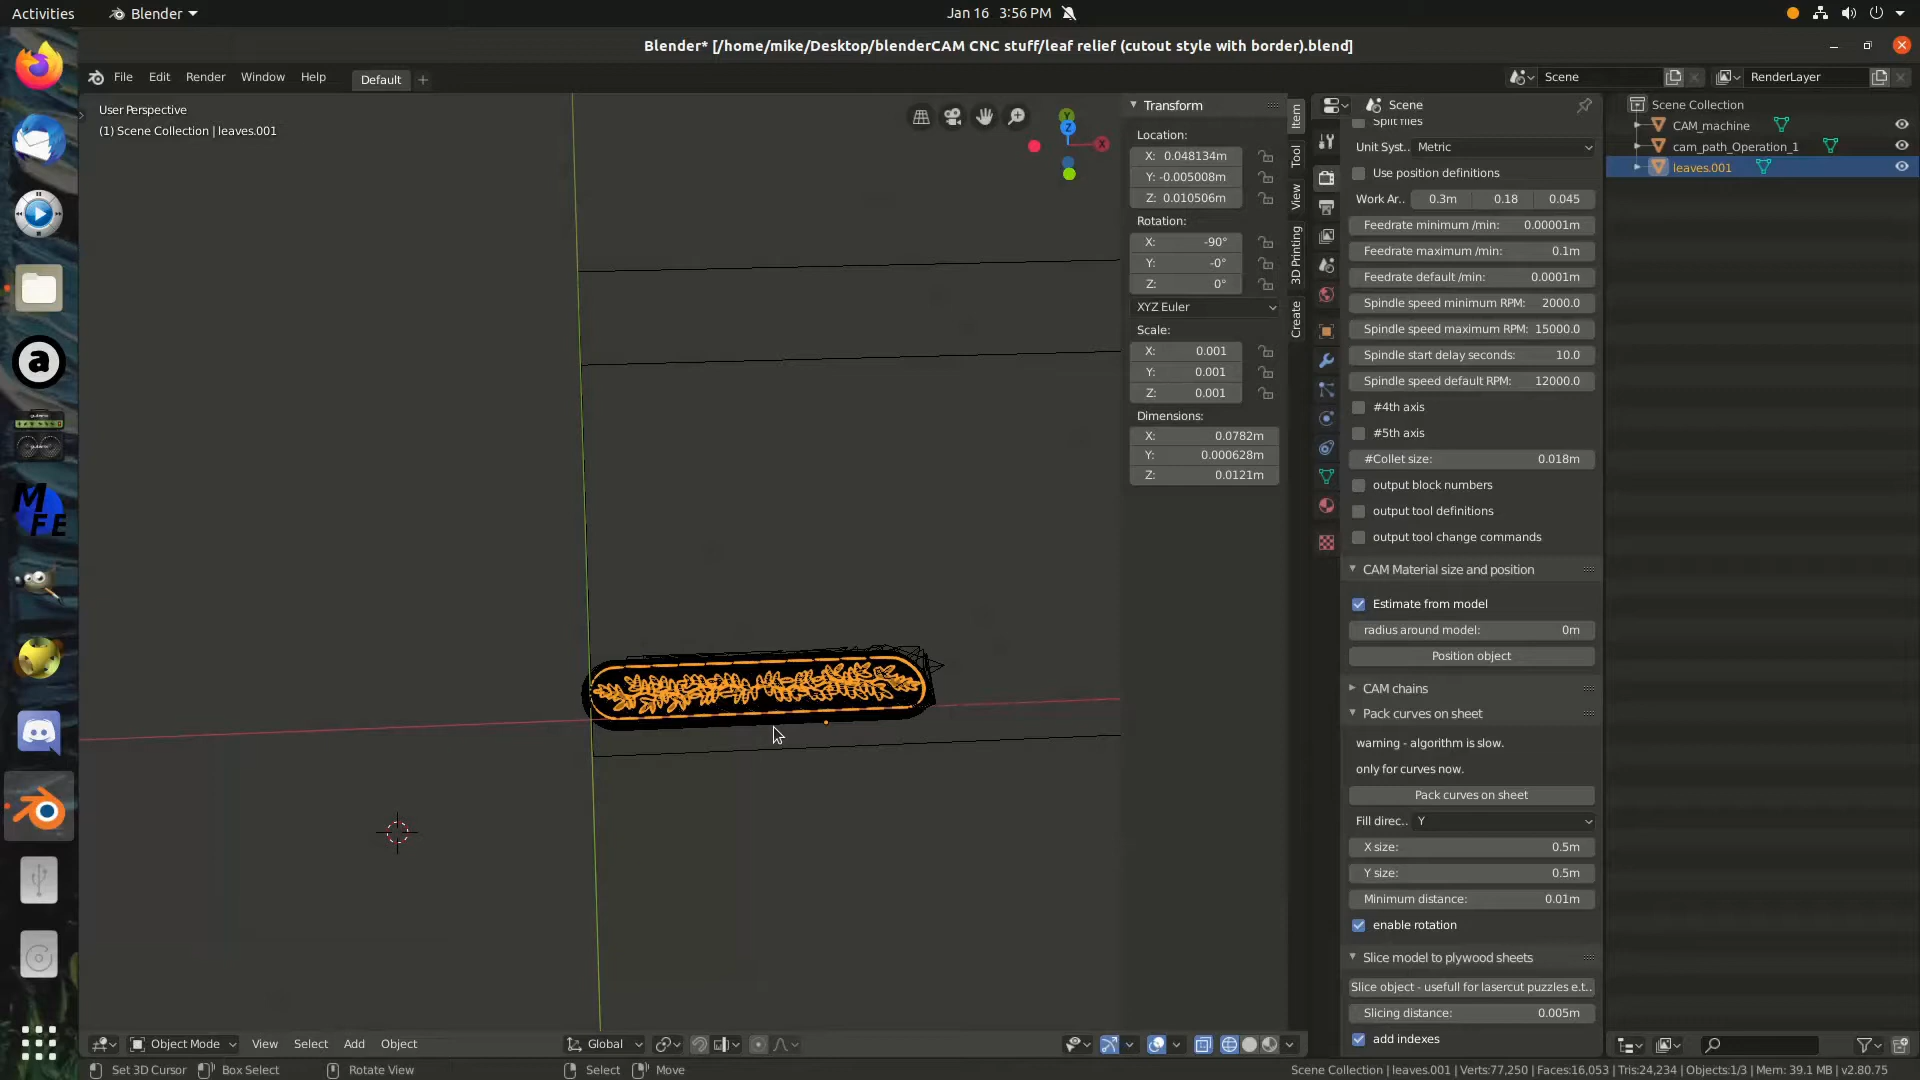 Activities
Blender
Jan 16 3:56 PM
Blender* [/home/mike/Desktop/blenderCAM CNC stuff/leaf relief (cutout style with border).blend]
File Edit Render Window Help
Default +
Scene
RenderLayer
User Perspective
(1) Scene Collection | leaves.001
Z
Y
X
Transform
Location:
X: 0.048134m
Y: -0.005008m
Z: 0.010506m
Rotation:
X: -90°
Y: -0°
Z: 0°
XYZ Euler
Scale:
X: 0.001
Y: 0.001
Z: 0.001
Dimensions:
X: 0.0782m
Y: 0.000628m
Z: 0.0121m
Item
Tool
View
3D Printing
Create
Scene
Split files
Unit Syst.. Metric
Use position definitions
Work Ar.. 0.3m 0.18 0.045
Feedrate minimum /min: 0.00001m
Feedrate maximum /min: 0.1m
Feedrate default /min: 0.0001m
Spindle speed minimum RPM: 2000.0
Spindle speed maximum RPM: 15000.0
Spindle start delay seconds: 10.0
Spindle speed default RPM: 12000.0
#4th axis
#5th axis
#Collet size: 0.018m
output block numbers
output tool definitions
output tool change commands
CAM Material size and position
Estimate from model
radius around model: 0m
Position object
CAM chains
Pack curves on sheet
warning - algorithm is slow.
only for curves now.
Pack curves on sheet
Fill direc.. Y
X size: 0.5m
Y size: 0.5m
Minimum distance: 0.01m
enable rotation
Slice model to plywood sheets
Slice object - usefull for lasercut puzzles e.t..
Slicing distance: 0.005m
add indexes
Scene Collection
CAM_machine
cam_path_Operation_1
leaves.001
a
M
FE
Object Mode View Select Add Object
Global
Set 3D Cursor Box Select Rotate View Select Move
Scene Collection | leaves.001 | Verts:77,250 | Faces:16,053 | Tris:24,234 | Objects:1/3 | Mem: 39.1 MB | v2.80.75